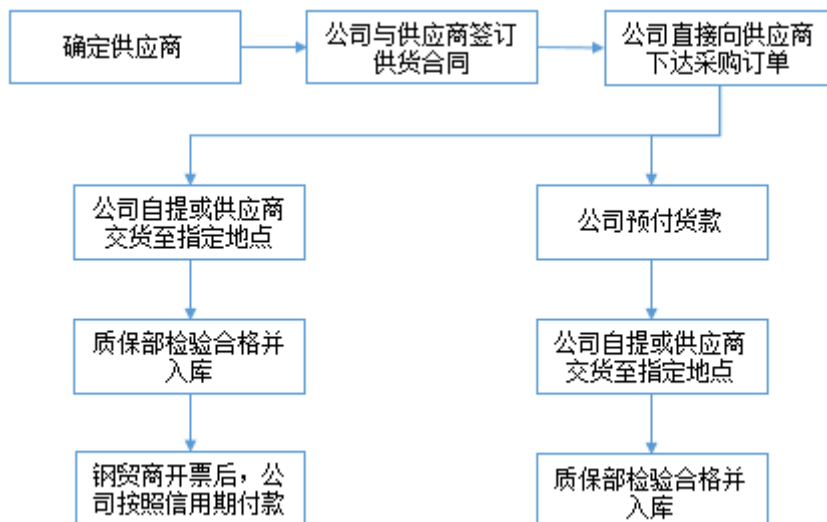 确定供应商
公司与供应商签订
供货合同
公司直接向供应商
下达采购订单
公司自提或供应商
交货至指定地点
公司预付货款
质保部检验合格并
入库
公司自提或供应商
交货至指定地点
钢贸商开票后，公
司按照信用期付款
质保部检验合格并
入库